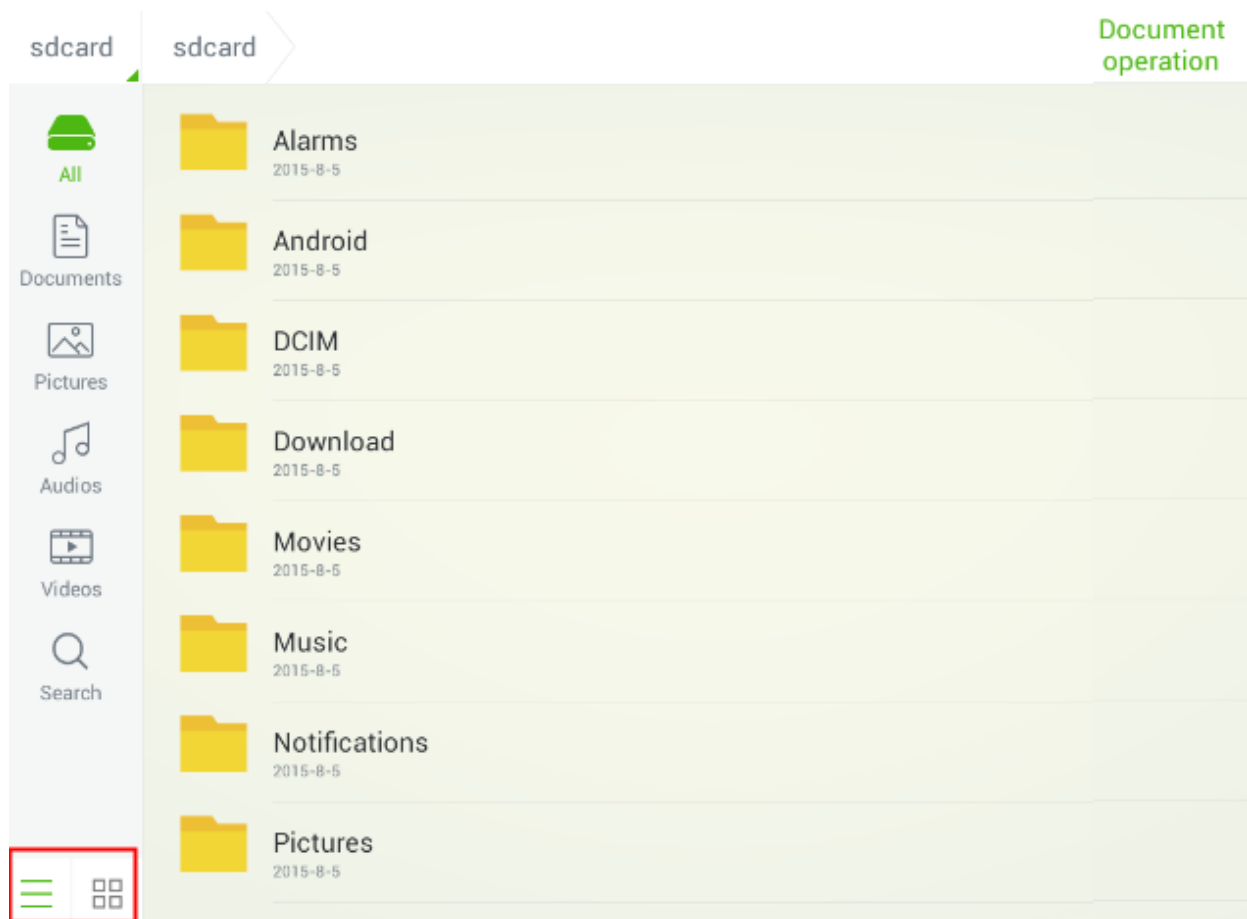 sdcard
sdcard
Document
operation
All
Documents
Pictures
Audios
Videos
Search
Alarms
2015-8-5
Android
2015-8-5
DCIM
2015-8-5
Download
2015-8-5
Movies
2015-8-5
Music
2015-8-5
Notifications
2015-8-5
Pictures
2015-8-5